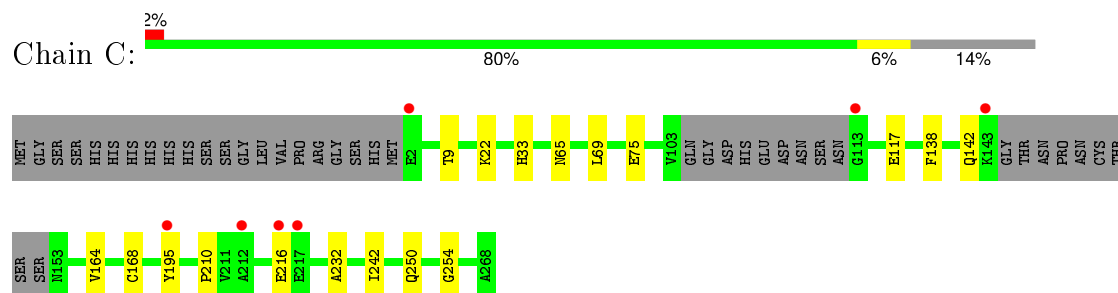 2%
Chain C:
80% 6% 14%
MET GLY SER SER HIS HIS HIS HIS HIS HIS SER SER GLY LEU VAL PRO ARG GLY SER HIS MET E2 T9 K22 H33 N65 L69 E75 V103 GLN GLY ASP HIS GLU ASP ASN SER ASN G113 E117 F138 Q142 K143 GLY THR ASN PRO ASN CYS THR
SER SER N153 V164 C168 Y195 P210 V211 A212 E216 E217 A232 I242 Q250 G254 A268